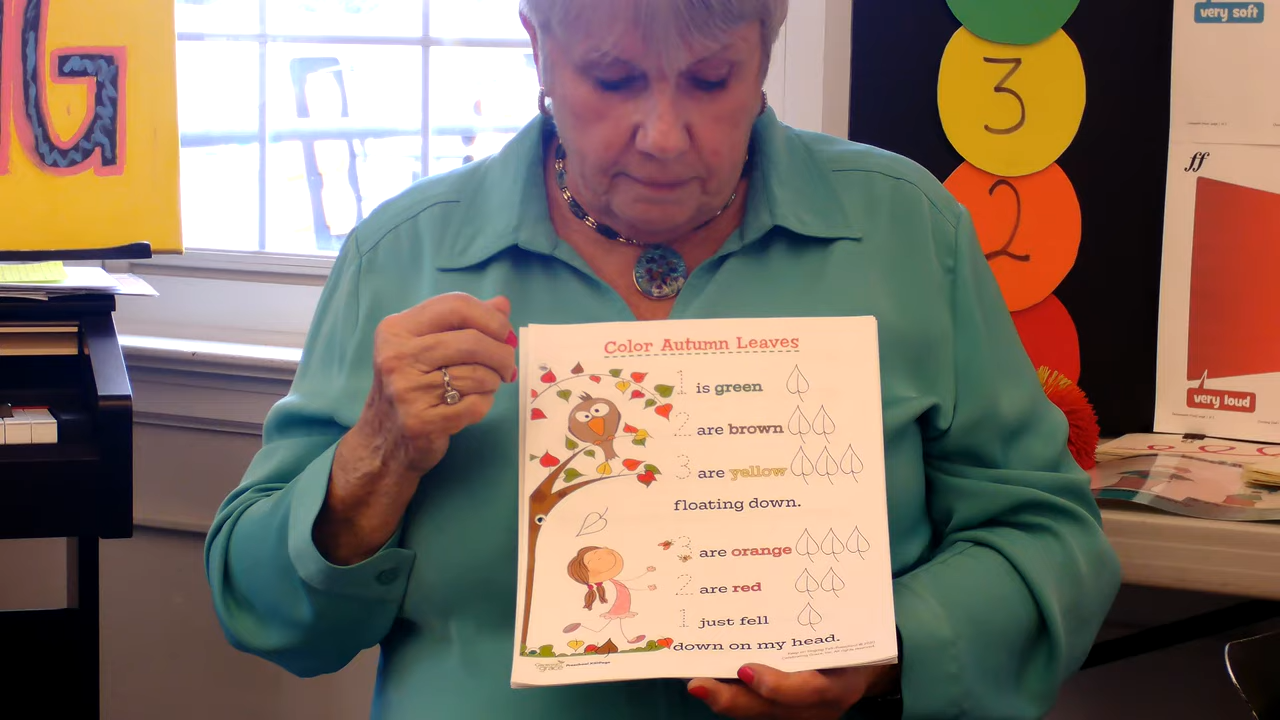 G
3
2
very soft
ff
very loud
Color Autumn Leaves
1 is green
2 are brown
3 are yellow
floating down.
3 are orange
2 are red
1 just fell
down on my head.